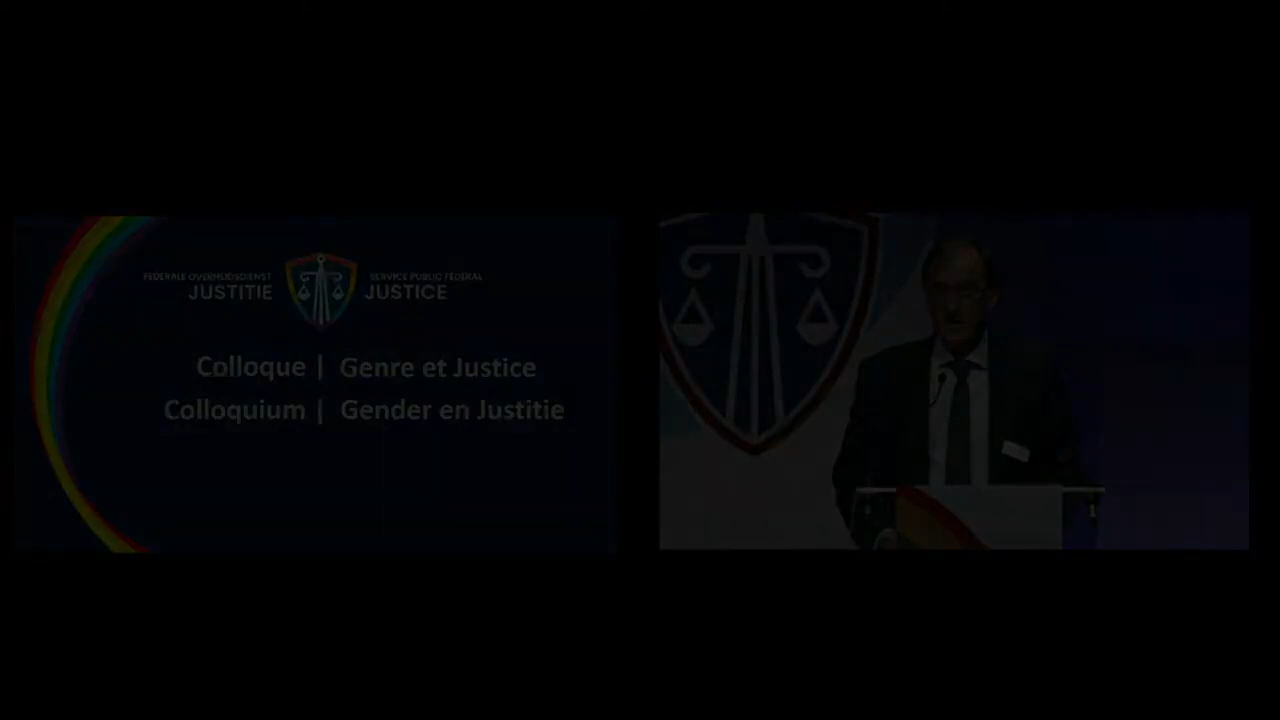 FEDERALE OVERHEIDSDIENST
JUSTITIE
SERVICE PUBLIC FÉDÉRAL
JUSTICE
Colloque | Genre et Justice
Colloquium | Gender en Justitie